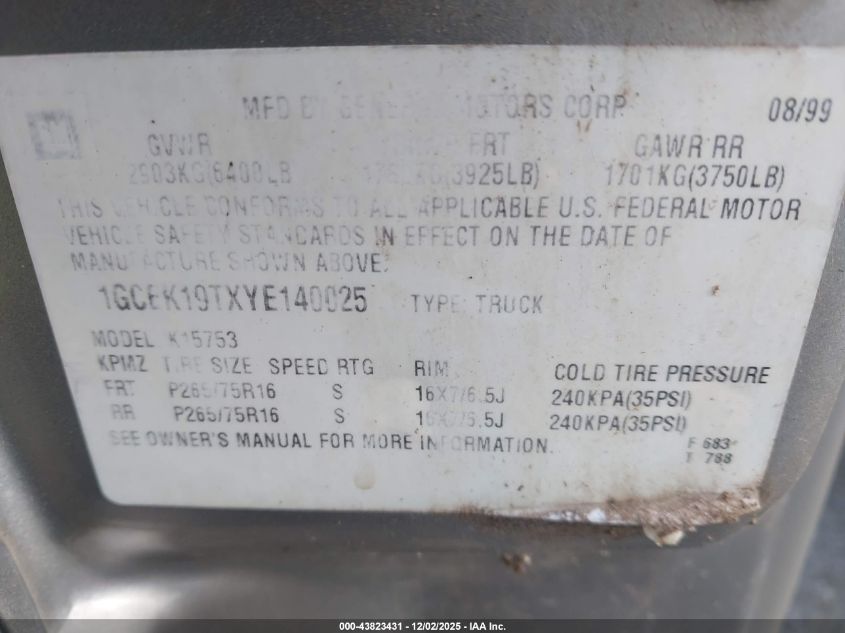 MFD BY GENERAL MOTORS CORP 08/99
GVWR GAWR FRT GAWR RR
2903KG(6400LB KG(3925LB) 1701KG(3750LB)
THIS VEHICLE CONFORMS TO ALL APPLICABLE U.S. FEDERAL MOTOR
VEHICLE SAFETY STANDARDS IN EFFECT ON THE DATE OF
MANUFACTURE SHOWN ABOVE.
1GCEK19TXYE140025 TYPE: TRUCK
MODEL K15753
KPMZ TIRE SIZE SPEED RTG RIM COLD TIRE PRESSURE
FRT P265/75R16 S 16X7/6.5J 240KPA(35PSI)
RR P265/75R16 S 16X7/6.5J 240KPA(35PSI)
SEE OWNER'S MANUAL FOR MORE INFORMATION.
F 683
T 788
000-43823431 - 12/02/2025 - IAA Inc.